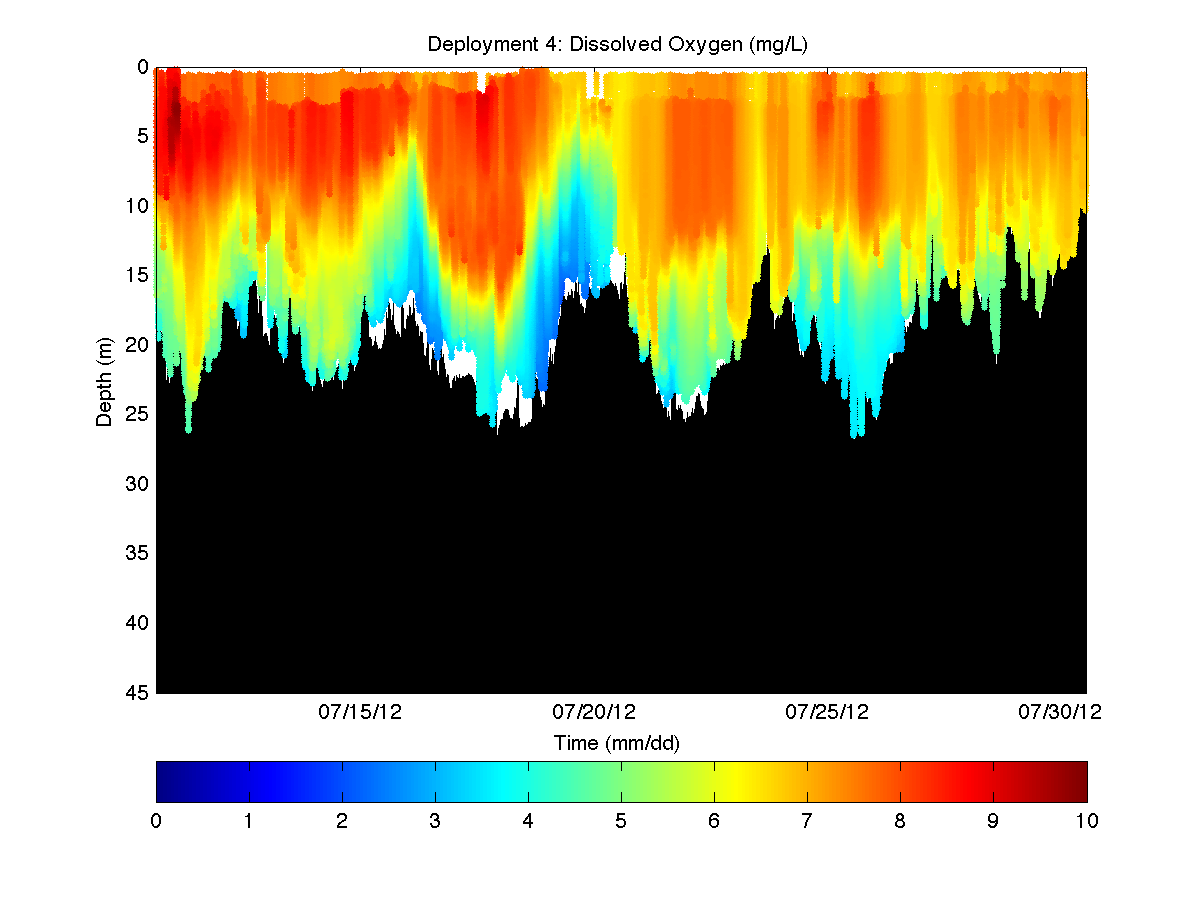 Deployment 4: Dissolved Oxygen (mg/L)
0
5
10
15
20
25
30
35
40
45
Depth (m)
07/15/12 07/20/12 07/25/12 07/30/12
Time (mm/dd)
0 1 2 3 4 5 6 7 8 9 10